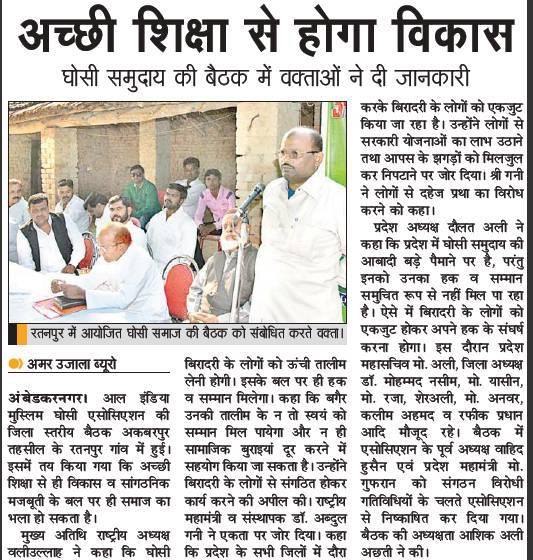 अच्छी शिक्षा से होगा विकास
घोसी समुदाय की बैठक में वक्ताओं ने दी जानकारी
रतनपुर में आयोजित घोसी समाज की बैठक को संबोधित करते वक्ता।
अमर उजाला ब्यूरो
अंबेडकरनगर। आल इंडिया
मुस्लिम घोसी एसोसिएशन की
जिला स्तरीय बैठक अकबरपुर
तहसील के रतनपुर गांव में हुई।
इसमें तय किया गया कि अच्छी
शिक्षा से ही विकास व सांगठनिक
मजबूती के बल पर ही समाज का
भला हो सकता है।
मुख्य अतिथि राष्ट्रीय अध्यक्ष
वलीउल्लाह ने कहा कि घोसी
बिरादरी के लोगों को ऊंची तालीम
लेनी होगी। इसके बल पर ही हक
व सम्मान मिलेगा। कहा कि बगैर
उनकी तालीम के न तो स्वयं को
सम्मान मिल पायेगा और न ही
सामाजिक बुराइयां दूर करने में
सहयोग किया जा सकता है। उन्होंने
बिरादरी के लोगों से संगठित होकर
कार्य करने की अपील की। राष्ट्रीय
महामंत्री व संस्थापक डॉ. अब्दुल
गनी ने एकता पर जोर दिया। कहा
कि प्रदेश के सभी जिलों में दौरा
करके बिरादरी के लोगों को एकजुट
किया जा रहा है। उन्होंने लोगों से
सरकारी योजनाओं का लाभ उठाने
तथा आपस के झगड़ों को मिलजुल
कर निपटाने पर जोर दिया। श्री गनी
ने लोगों से दहेज प्रथा का विरोध
करने को कहा।
प्रदेश अध्यक्ष दौलत अली ने
कहा कि प्रदेश में घोसी समुदाय की
आबादी बड़े पैमाने पर है, परंतु
इनको उनका हक व सम्मान
समुचित रूप से नहीं मिल पा रहा
है। ऐसे में बिरादरी के लोगों को
एकजुट होकर अपने हक के संघर्ष
करना होगा। इस दौरान प्रदेश
महासचिव मो. अली, जिला अध्यक्ष
डॉ. मोहम्मद नसीम, मो. यासीन,
मो. रजा, शेरअली, मो. अनवर,
कलीम अहमद व रफीक प्रधान
आदि मौजूद रहे। बैठक में
एसोसिएशन के पूर्व अध्यक्ष वाहिद
हुसैन एवं प्रदेश महामंत्री मो.
गुफरान को संगठन विरोधी
गतिविधियों के चलते एसोसिएशन
से निष्कासित कर दिया गया।
बैठक की अध्यक्षता आशिक अली
अछती ने की।